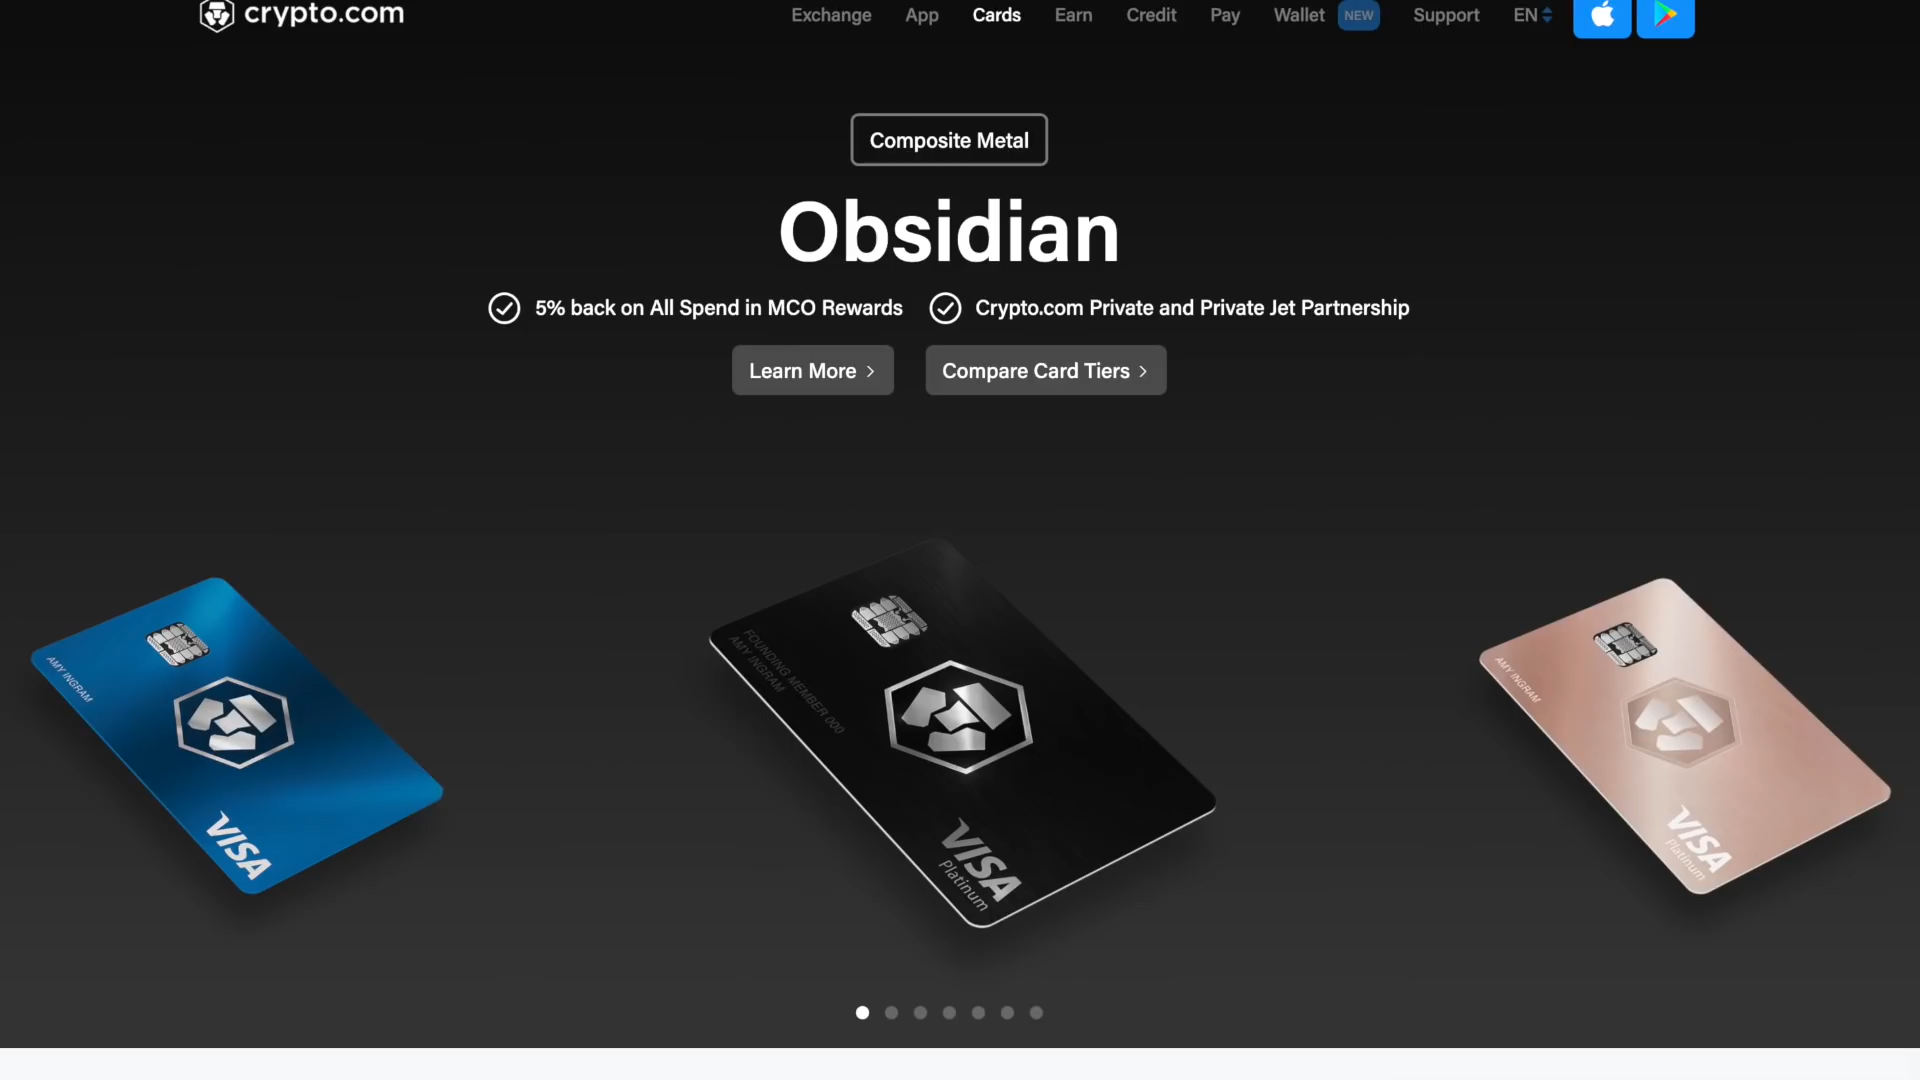 crypto.com
Exchange App Cards Earn Credit Pay Wallet NEW Support EN
Composite Metal
Obsidian
5% back on All Spend in MCO Rewards Crypto.com Private and Private Jet Partnership
Learn More
Compare Card Tiers
AMY INGRAM
VISA
FOUNDING MEMBER 000
AMY INGRAM
VISA
Platinum
AMY INGRAM
VISA
Platinum